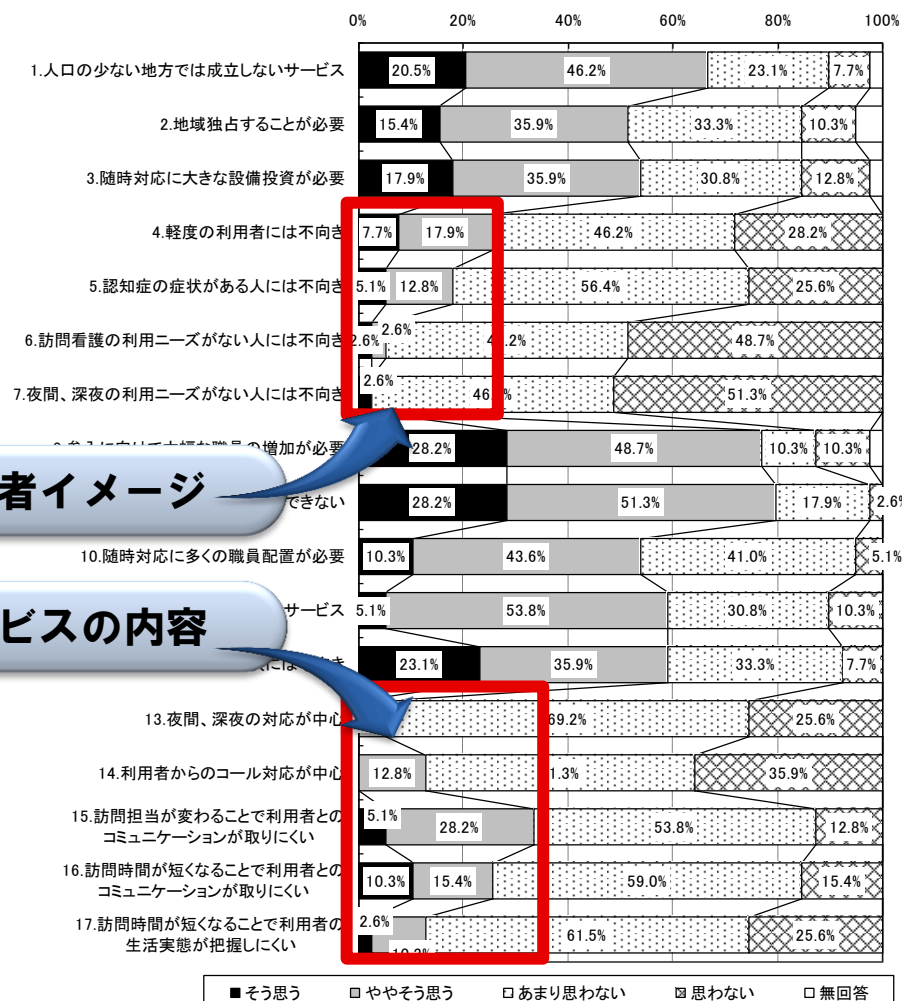 0% 20% 40% 60% 80% 100%
1.人口の少ない地方では成立しないサービス 20.5% 46.2% 23.1% 7.7%
2.地域独占することが必要 15.4% 35.9% 33.3% 10.3%
3.随時対応に大きな設備投資が必要 17.9% 35.9% 30.8% 12.8%
4.軽度の利用者には不向き 7.7% 17.9% 46.2% 28.2%
5.認知症の症状がある人には不向き 5.1% 12.8% 56.4% 25.6%
6.訪問看護の利用ニーズがない人には不向き 2.6% 2.6% .2% 48.7%
7.夜間、深夜の利用ニーズがない人には不向き 2.6% 46. 51.3%
職員の増加が必要 28.2% 48.7% 10.3% 10.3%
者イメージ
できない 28.2% 51.3% 17.9% 2.6%
10.随時対応に多くの職員配置が必要 10.3% 43.6% 41.0% 5.1%
サービス 5.1% 53.8% 30.8% 10.3%
ビスの内容
23.1% 35.9% 33.3% 7.7%
13.夜間、深夜の対応が中心 69.2% 25.6%
14.利用者からのコール対応が中心 12.8% 1.3% 35.9%
15.訪問担当が変わることで利用者との
コミュニケーションが取りにくい 5.1% 28.2% 53.8% 12.8%
16.訪問時間が短くなることで利用者との
コミュニケーションが取りにくい 10.3% 15.4% 59.0% 15.4%
17.訪問時間が短くなることで利用者の
生活実態が把握しにくい 2.6% 61.5% 25.6%
■そう思う ■ややそう思う □あまり思わない 思わない □無回答